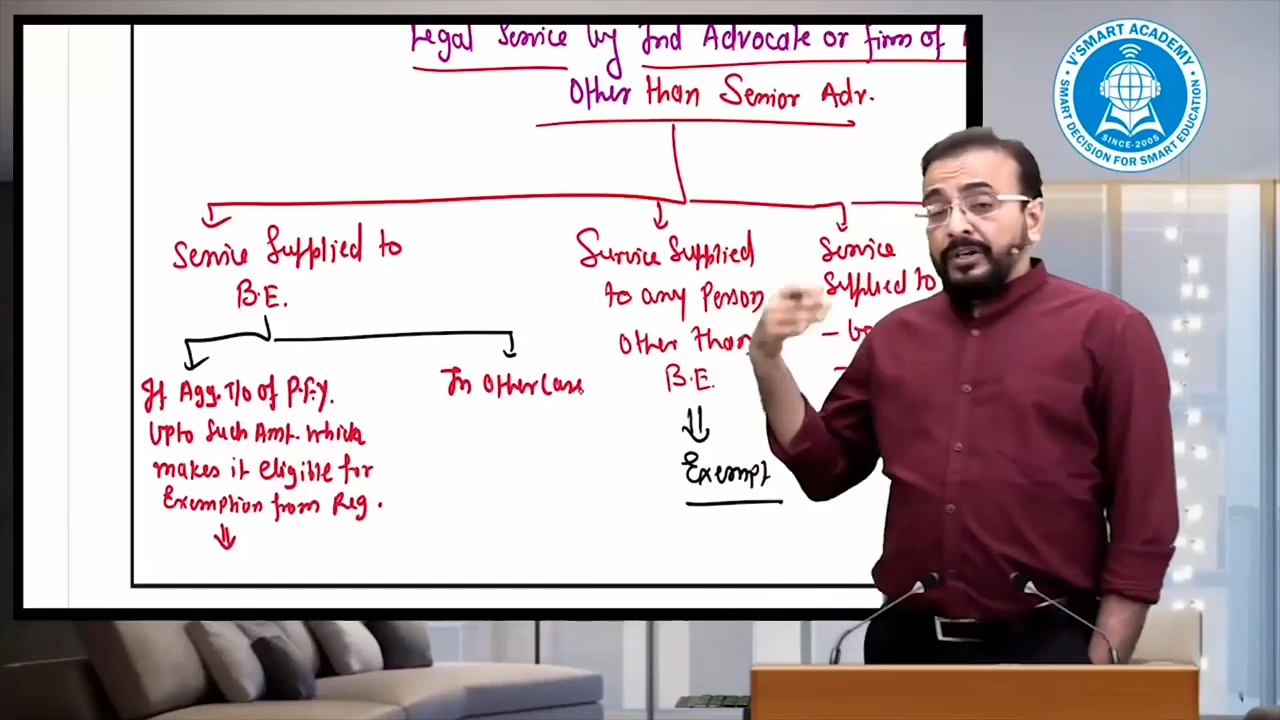 Legal Service by Ind Advocate or firm of
Other than Senior Adv.
Service Supplied to
B.E.
If Agg. T/o of P.F.Y.
Upto Such Amt. which
makes it eligible for
Exemption from Reg.
In Other Case
Service Supplied
to any Person
Other than
B.E.
Exempt
Service
Supplied to
V'SMART ACADEMY
SMART DECISION FOR SMART EDUCATION
SINCE-2005